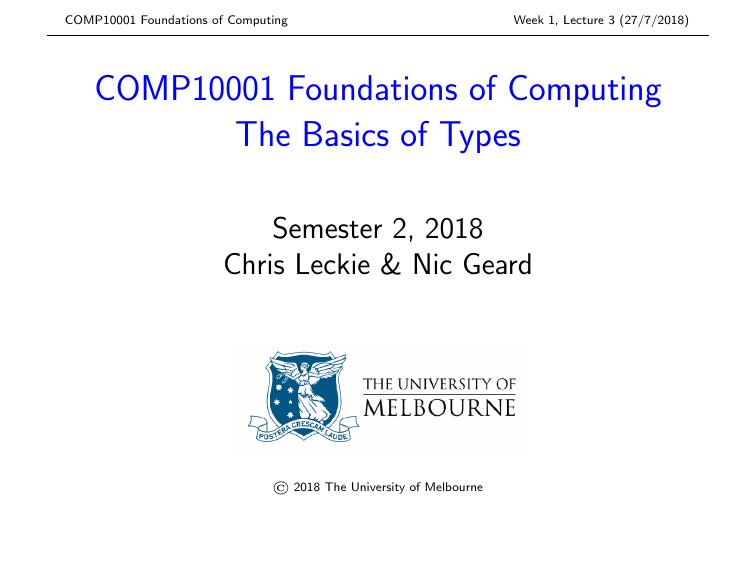 COMP10001 Foundations of Computing
Week 1, Lecture 3 (27/7/2018)
COMP10001 Foundations of Computing
The Basics of Types
Semester 2, 2018
Chris Leckie & Nic Geard
THE UNIVERSITY OF
MELBOURNE
POSTERA CRESCAM LAUDE
© 2018 The University of Melbourne